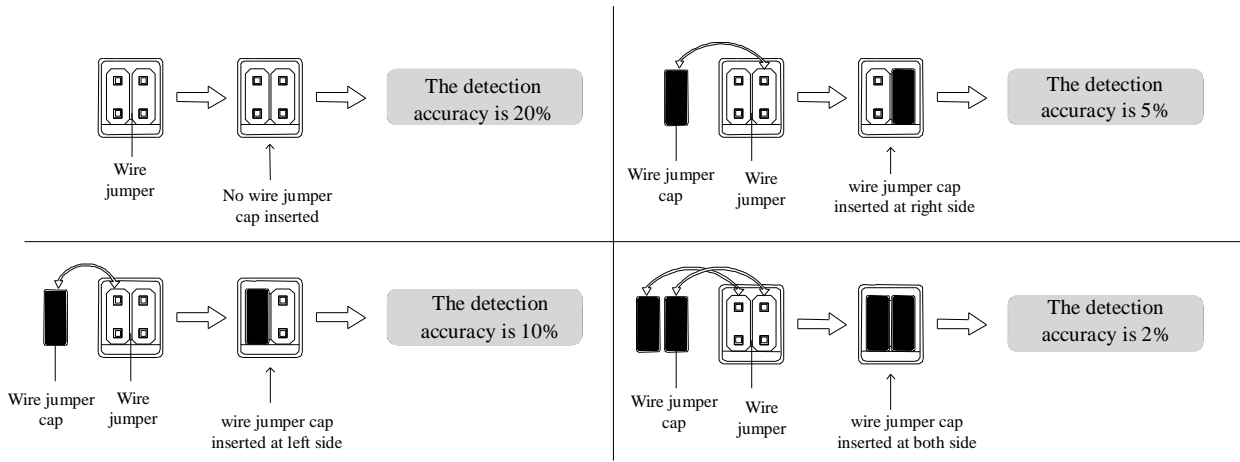 The detection
accuracy is 20%
Wire
jumper
No wire jumper
cap inserted
The detection
accuracy is 5%
Wire jumper
cap
Wire
jumper
wire jumper cap
inserted at right side
The detection
accuracy is 10%
Wire jumper
cap
Wire
jumper
wire jumper cap
inserted at left side
The detection
accuracy is 2%
Wire jumper
cap
Wire
jumper
wire jumper cap
inserted at both side